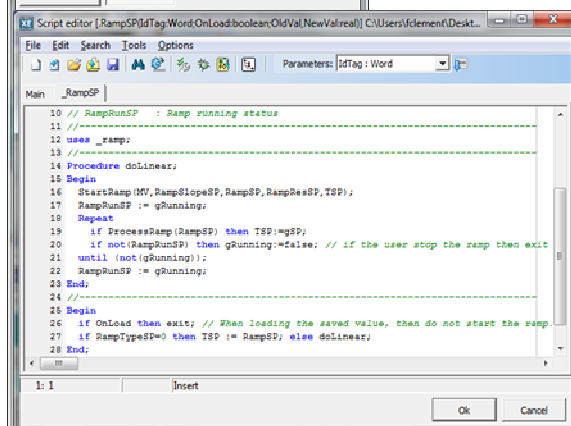 Script editor [.RampSP(IdTag:Word;OnLoad:boolean;OldVal,NewVal:real)] C:\Users\fclement\Deskt...
File Edit Search Tools Options
Parameters: IdTag : Word
Main _RampSP
10 // RampRunSP : Ramp running status
11 //------------------------------------------------------------------------
12 uses _ramp;
13 //------------------------------------------------------------------------
14 Procedure doLinear;
15 Begin
16 StartRamp(MV,RampSlopeSP,RampSP,RampResSP,TSP);
17 RampRunSP := gRunning;
18 Repeat
19 if ProcessRamp(RampSP) then TSP:=gSP;
20 if not(RampRunSP) then gRunning:=false; // if the user stop the ramp then exit
21 until (not(gRunning));
22 RampRunSP := gRunning;
23 End;
24 //------------------------------------------------------------------------
25 Begin
26 if OnLoad then exit; // When loading the saved value, then do not start the ramp.
27 if RampTypeSP=0 then TSP := RampSP; else doLinear;
28 End;
1: 1 Insert
Ok Cancel